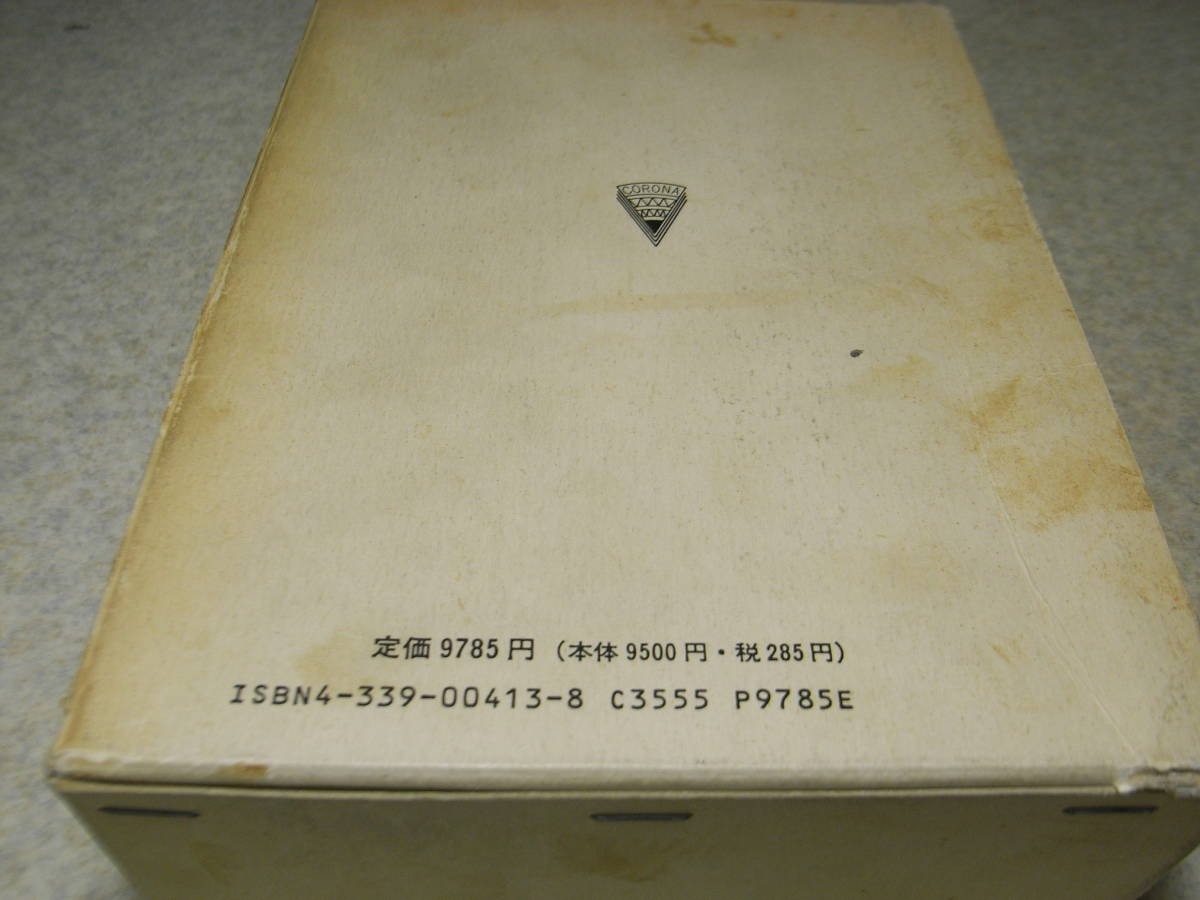 CORONA
定価 9785 円（本体 9500 円・税 285 円）
ISBN4-339-00413-8 C3555 P9785E